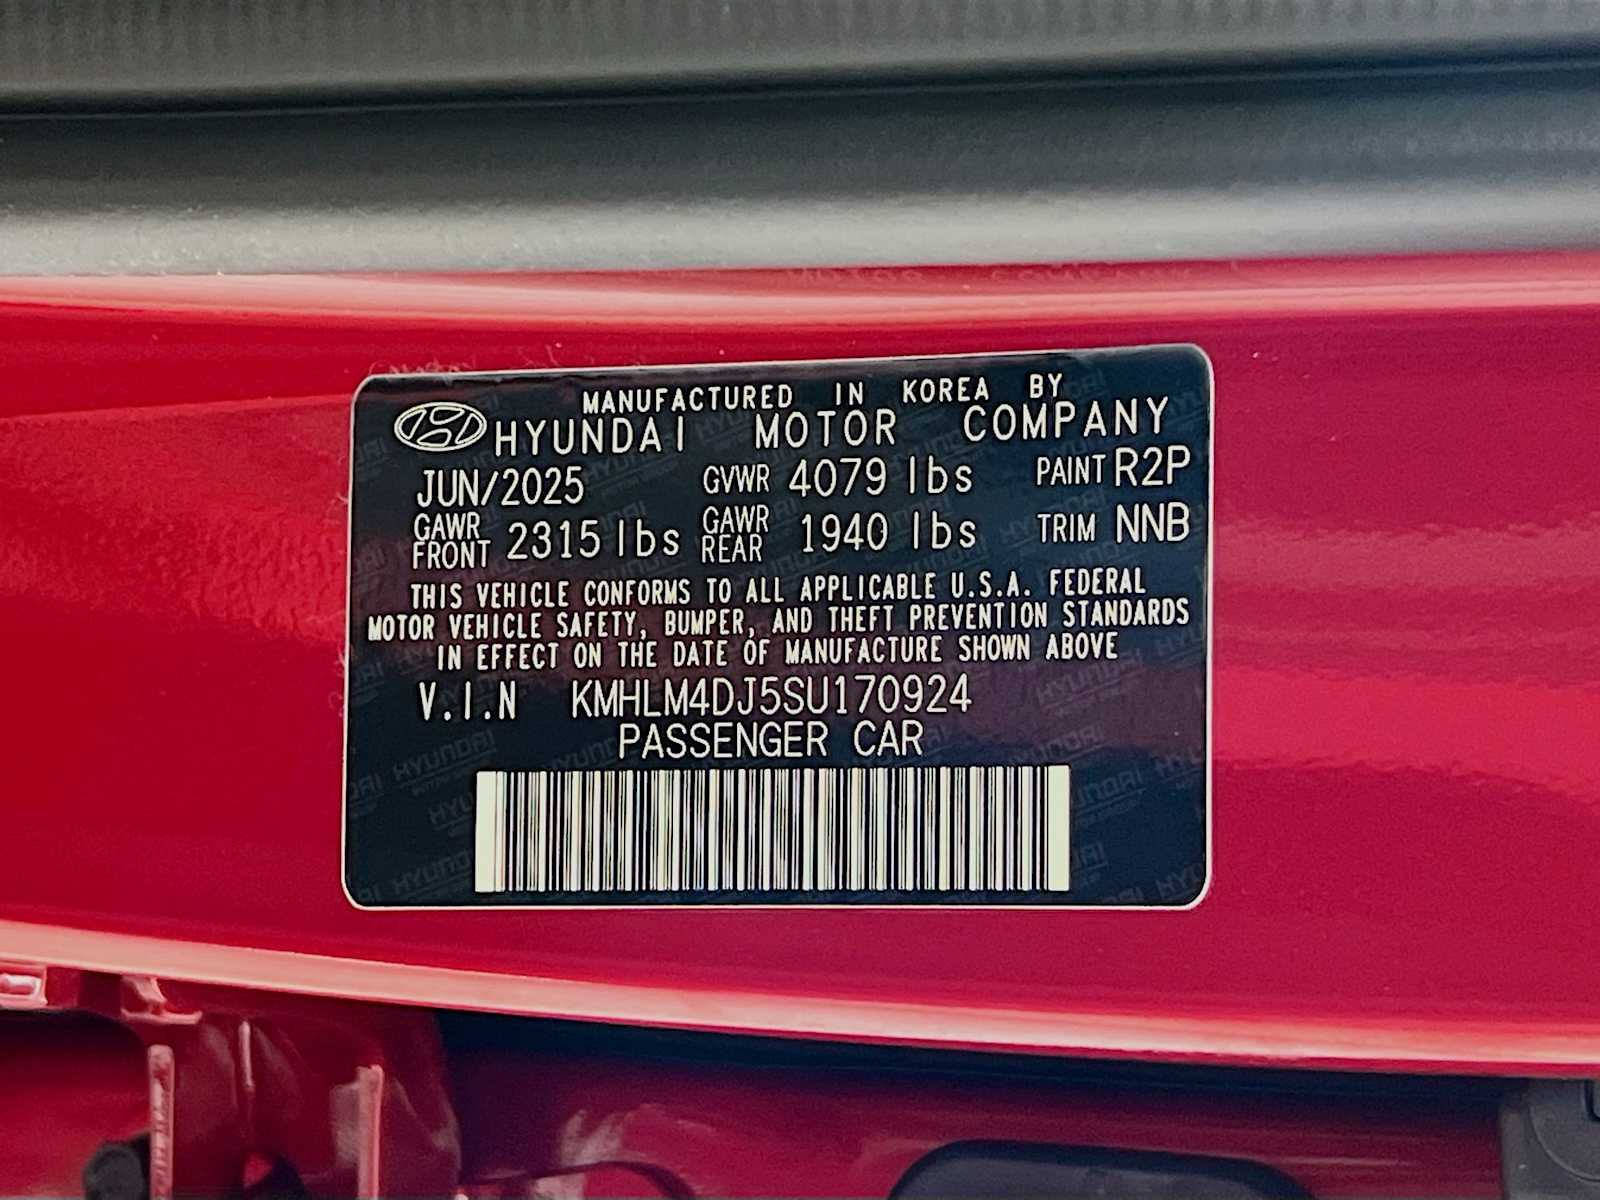 MANUFACTURED IN KOREA BY
HYUNDAI MOTOR COMPANY
JUN/2025 GVWR 4079 lbs PAINT R2P
GAWR FRONT 2315 lbs GAWR REAR 1940 lbs TRIM NNB
THIS VEHICLE CONFORMS TO ALL APPLICABLE U.S.A. FEDERAL
MOTOR VEHICLE SAFETY, BUMPER, AND THEFT PREVENTION STANDARDS
IN EFFECT ON THE DATE OF MANUFACTURE SHOWN ABOVE
V.I.N KMHLM4DJ5SU170924
PASSENGER CAR